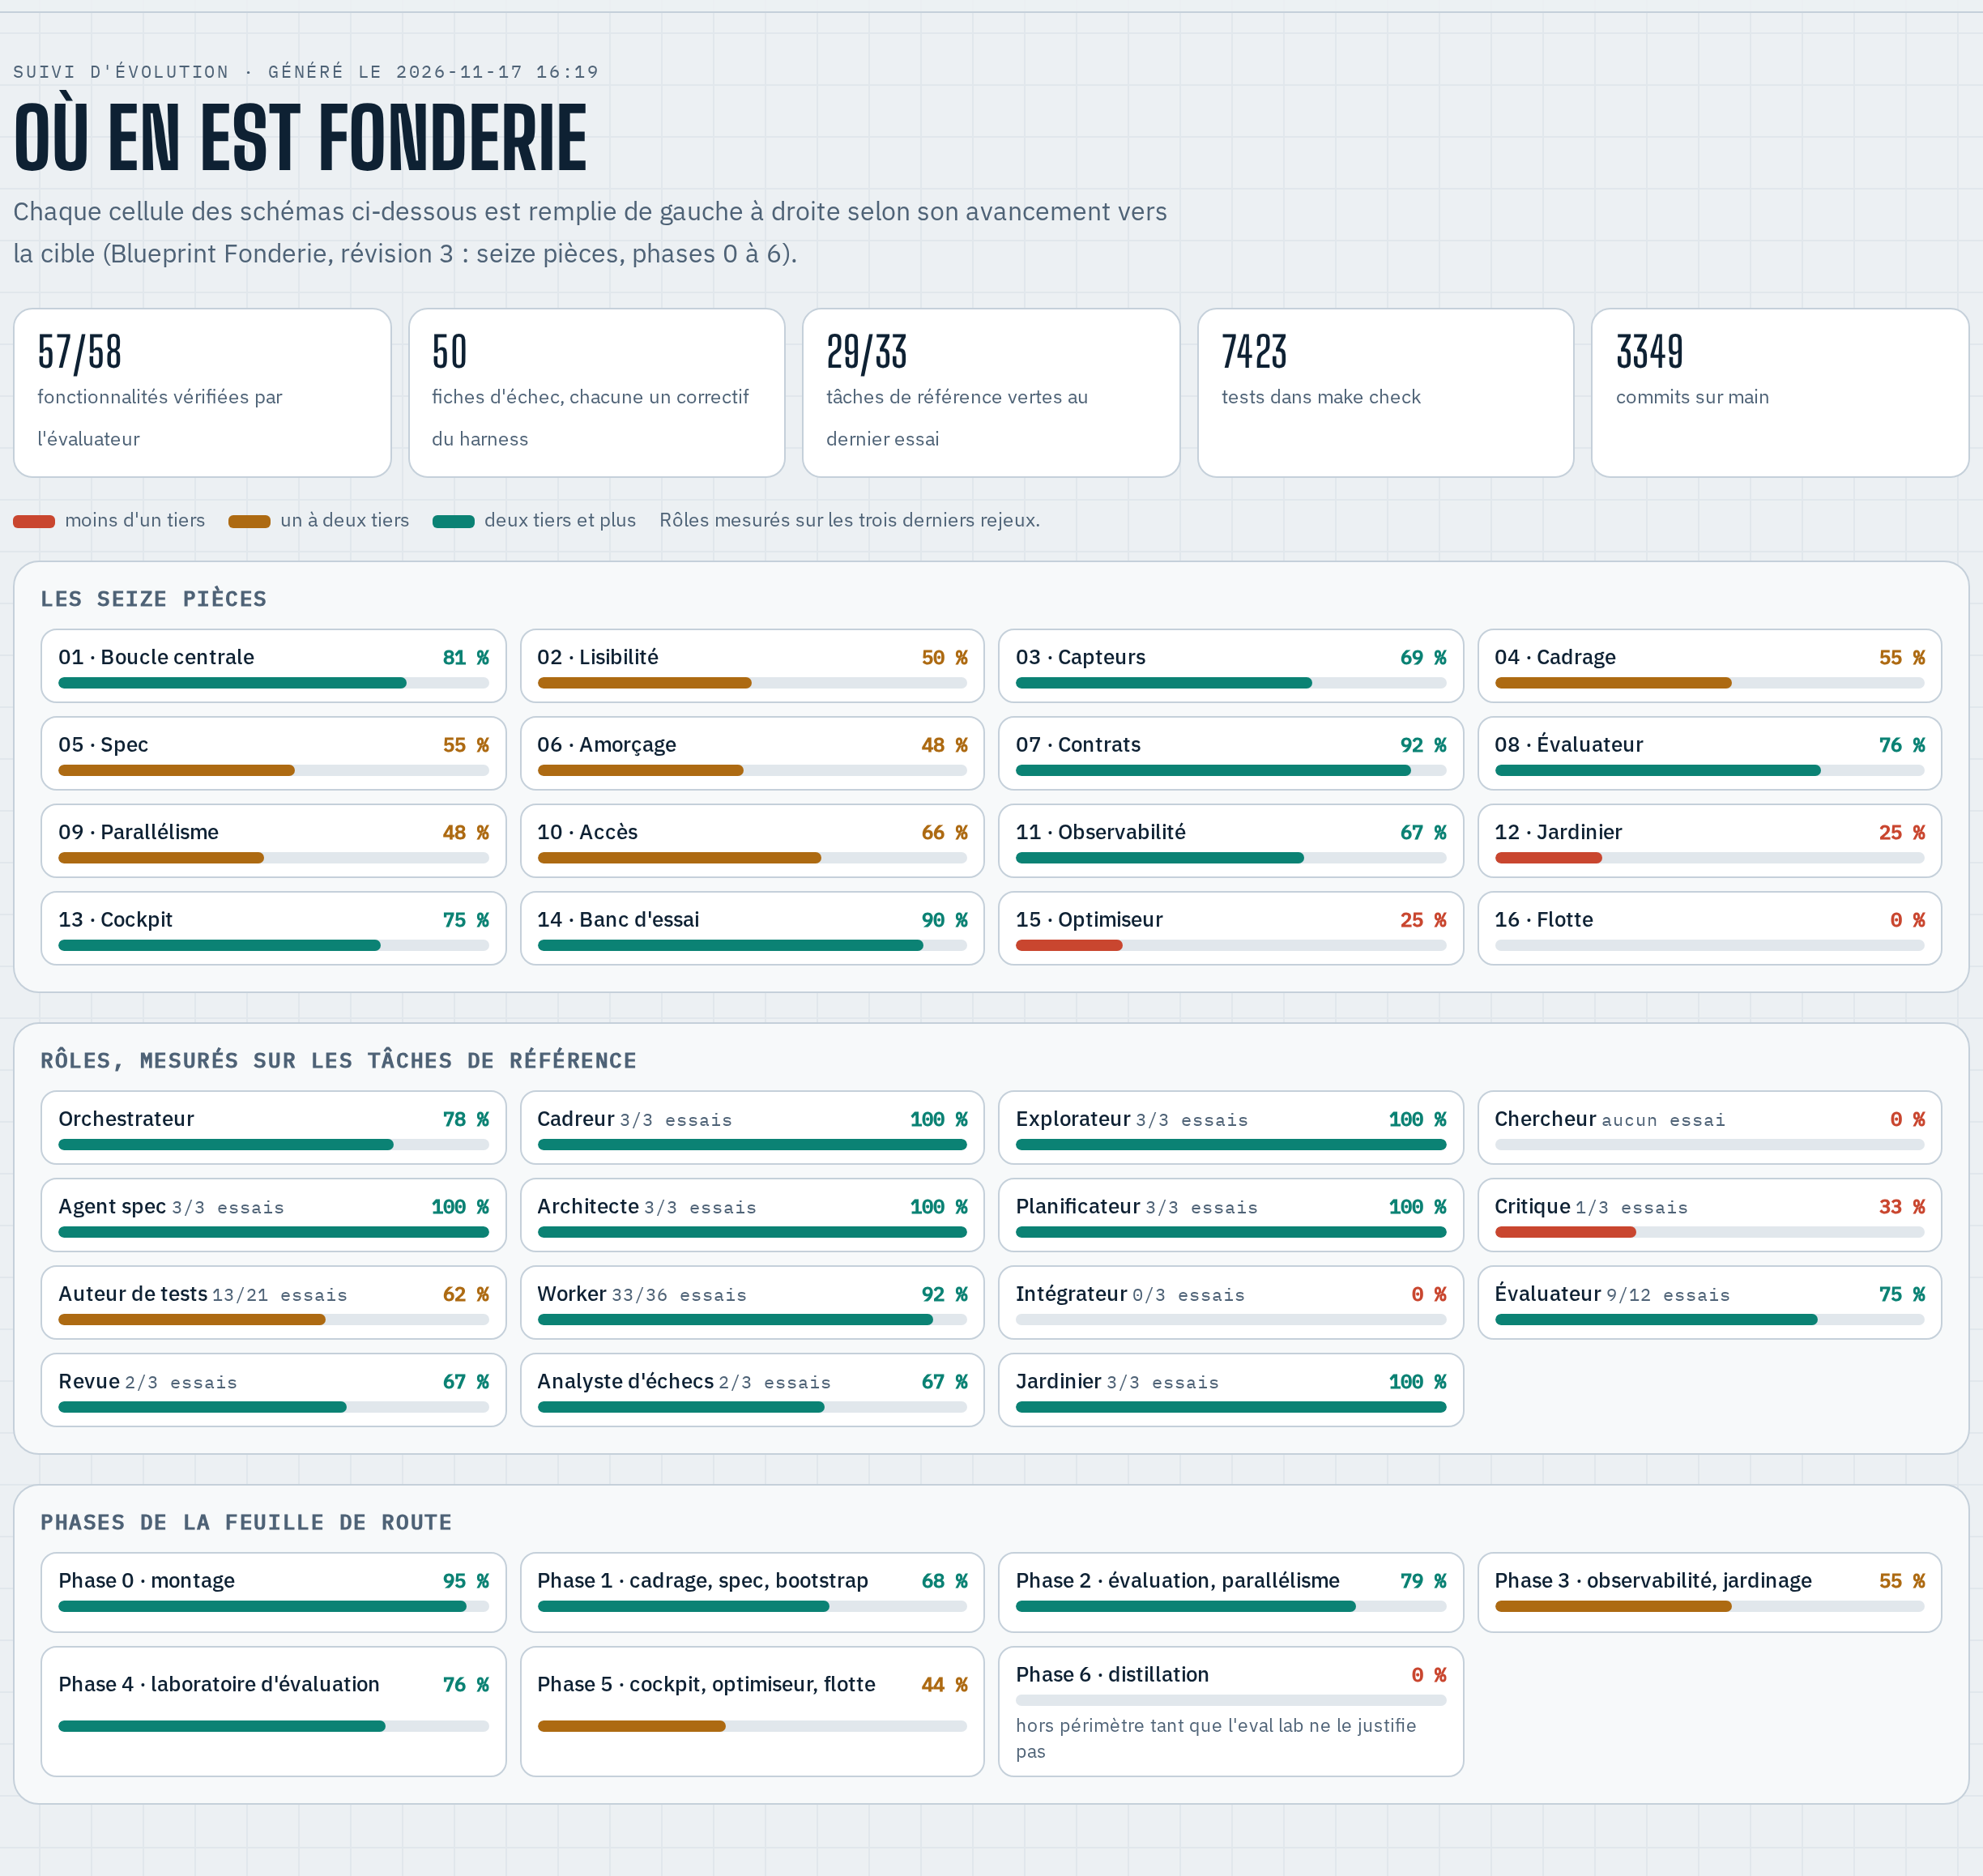 SUIVI D'ÉVOLUTION · GÉNÉRÉ LE 2026-11-17 16:19
OÙ EN EST FONDERIE
Chaque cellule des schémas ci-dessous est remplie de gauche à droite selon son avancement vers
la cible (Blueprint Fonderie, révision 3 : seize pièces, phases 0 à 6).
57/58
fonctionnalités vérifiées par
l'évaluateur
50
fiches d'échec, chacune un correctif
du harness
29/33
tâches de référence vertes au
dernier essai
7423
tests dans make check
3349
commits sur main
moins d'un tiers un à deux tiers deux tiers et plus Rôles mesurés sur les trois derniers rejeux.
LES SEIZE PIÈCES
01 · Boucle centrale 81 %
02 · Lisibilité 50 %
03 · Capteurs 69 %
04 · Cadrage 55 %
05 · Spec 55 %
06 · Amorçage 48 %
07 · Contrats 92 %
08 · Évaluateur 76 %
09 · Parallélisme 48 %
10 · Accès 66 %
11 · Observabilité 67 %
12 · Jardinier 25 %
13 · Cockpit 75 %
14 · Banc d'essai 90 %
15 · Optimiseur 25 %
16 · Flotte 0 %
RÔLES, MESURÉS SUR LES TÂCHES DE RÉFÉRENCE
Orchestrateur 78 %
Cadreur 3/3 essais 100 %
Explorateur 3/3 essais 100 %
Chercheur aucun essai 0 %
Agent spec 3/3 essais 100 %
Architecte 3/3 essais 100 %
Planificateur 3/3 essais 100 %
Critique 1/3 essais 33 %
Auteur de tests 13/21 essais 62 %
Worker 33/36 essais 92 %
Intégrateur 0/3 essais 0 %
Évaluateur 9/12 essais 75 %
Revue 2/3 essais 67 %
Analyste d'échecs 2/3 essais 67 %
Jardinier 3/3 essais 100 %
PHASES DE LA FEUILLE DE ROUTE
Phase 0 · montage 95 %
Phase 1 · cadrage, spec, bootstrap 68 %
Phase 2 · évaluation, parallélisme 79 %
Phase 3 · observabilité, jardinage 55 %
Phase 4 · laboratoire d'évaluation 76 %
Phase 5 · cockpit, optimiseur, flotte 44 %
Phase 6 · distillation 0 %
hors périmètre tant que l'eval lab ne le justifie
pas